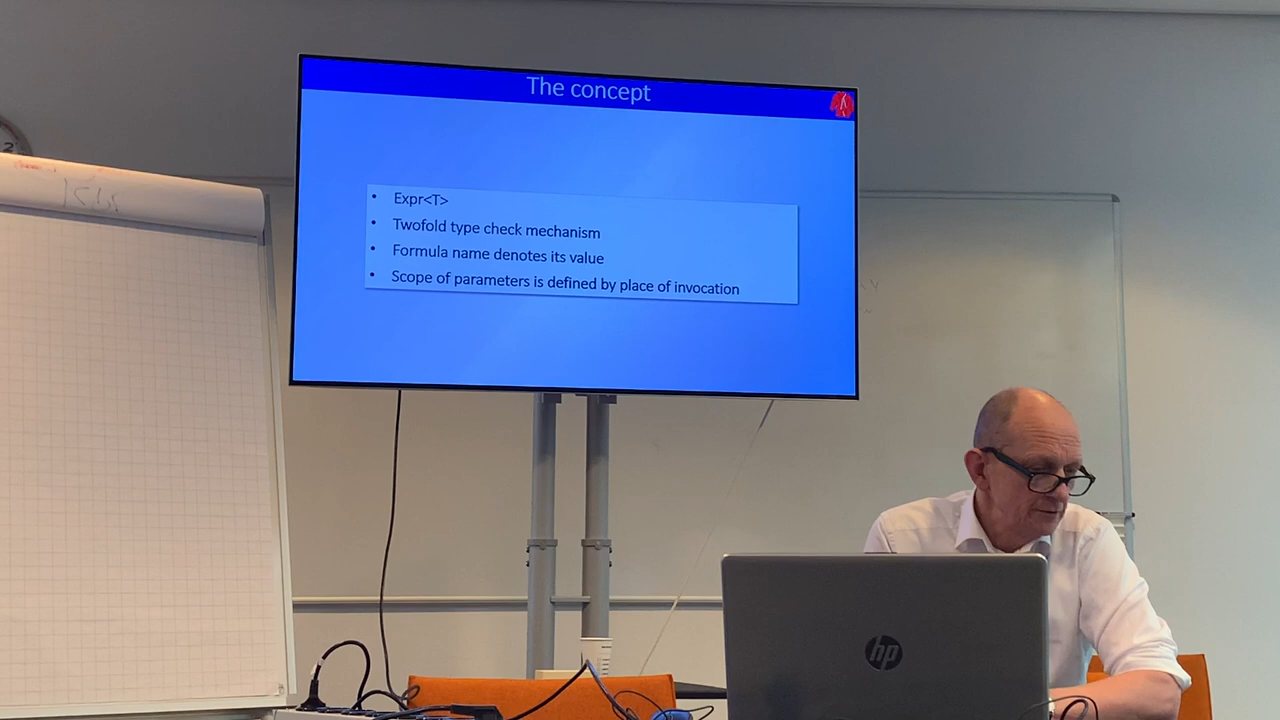 The concept
• Expr<T>
• Twofold type check mechanism
• Formula name denotes its value
• Scope of parameters is defined by place of invocation
hp
2